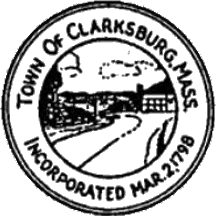 TOWN OF CLARKSBURG, MASS.
INCORPORATED MAR. 2, 1798